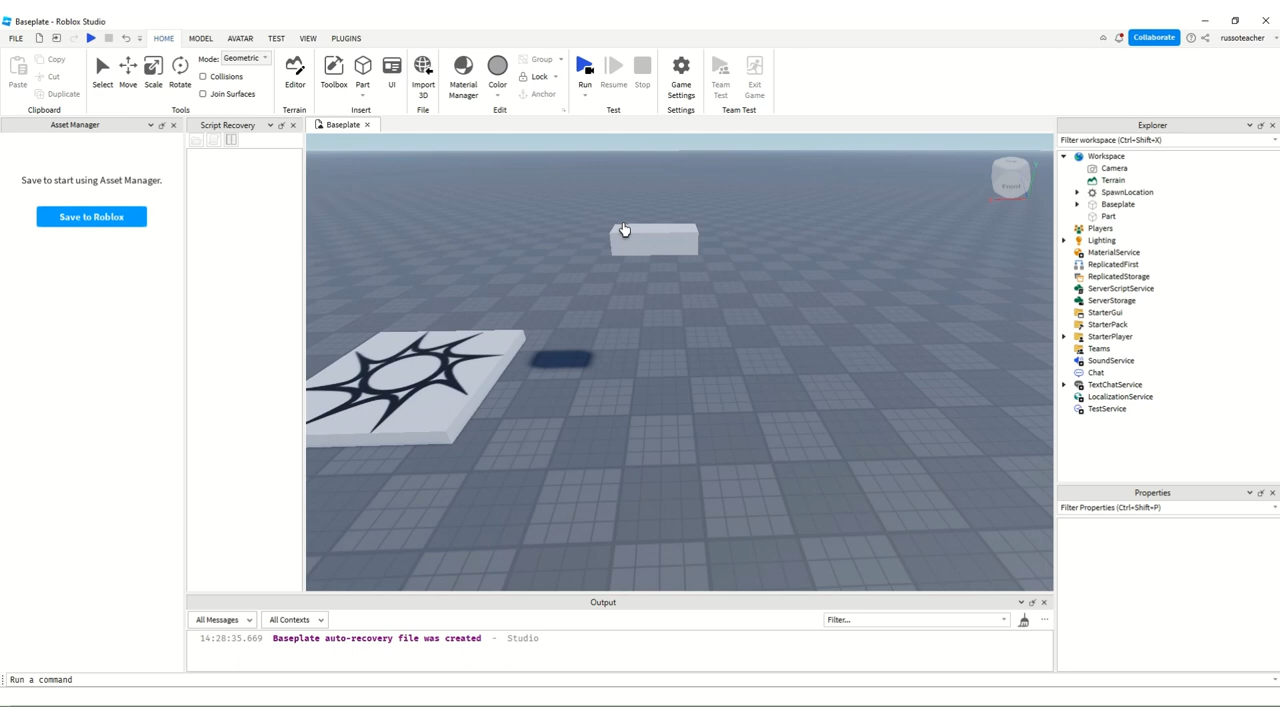 Baseplate - Roblox Studio
FILE HOME MODEL AVATAR TEST VIEW PLUGINS Collaborate russoteacher
Paste Copy Cut Duplicate Clipboard
Select Move Scale Rotate Mode: Geometric Collisions Join Surfaces Tools
Editor Terrain
Toolbox Part UI Insert
Import 3D File
Material Manager Color Group Lock Anchor Edit
Run Resume Stop Test
Game Settings Settings
Team Test Exit Game Team Test
Asset Manager
Save to start using Asset Manager.
Save to Roblox
Script Recovery
Baseplate
Front
Explorer
Filter workspace (Ctrl+Shift+X)
Workspace
Camera
Terrain
SpawnLocation
Baseplate
Part
Players
Lighting
MaterialService
ReplicatedFirst
ReplicatedStorage
ServerScriptService
ServerStorage
StarterGui
StarterPack
StarterPlayer
Teams
SoundService
Chat
TextChatService
LocalizationService
TestService
Properties
Filter Properties (Ctrl+Shift+P)
Output
All Messages All Contexts Filter...
14:28:35.669 Baseplate auto-recovery file was created - Studio
Run a command